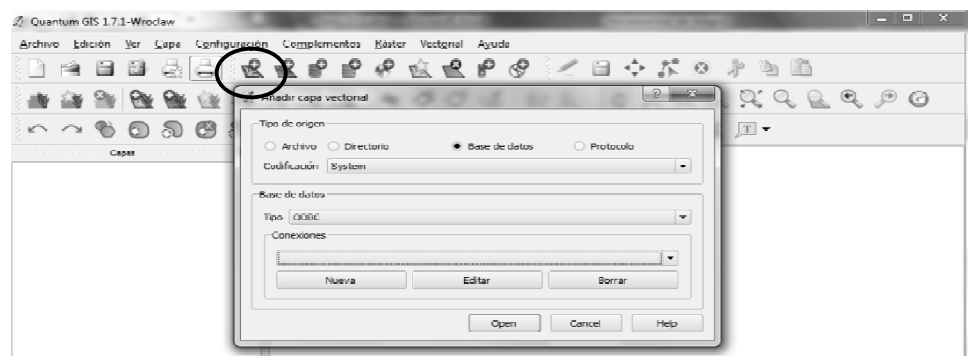 Quantum GIS 1.7.1-Wroclaw
Archivo Edición Ver Capa Configuración Complementos Ráster Vectorial Ayuda
Añadir capa vectorial
Capas
Tipo de origen
Archivo Directorio Base de datos Protocolo
Codificación System
Base de datos
Tipo ODBC
Conexiones
Nueva Editar Borrar
Open Cancel Help